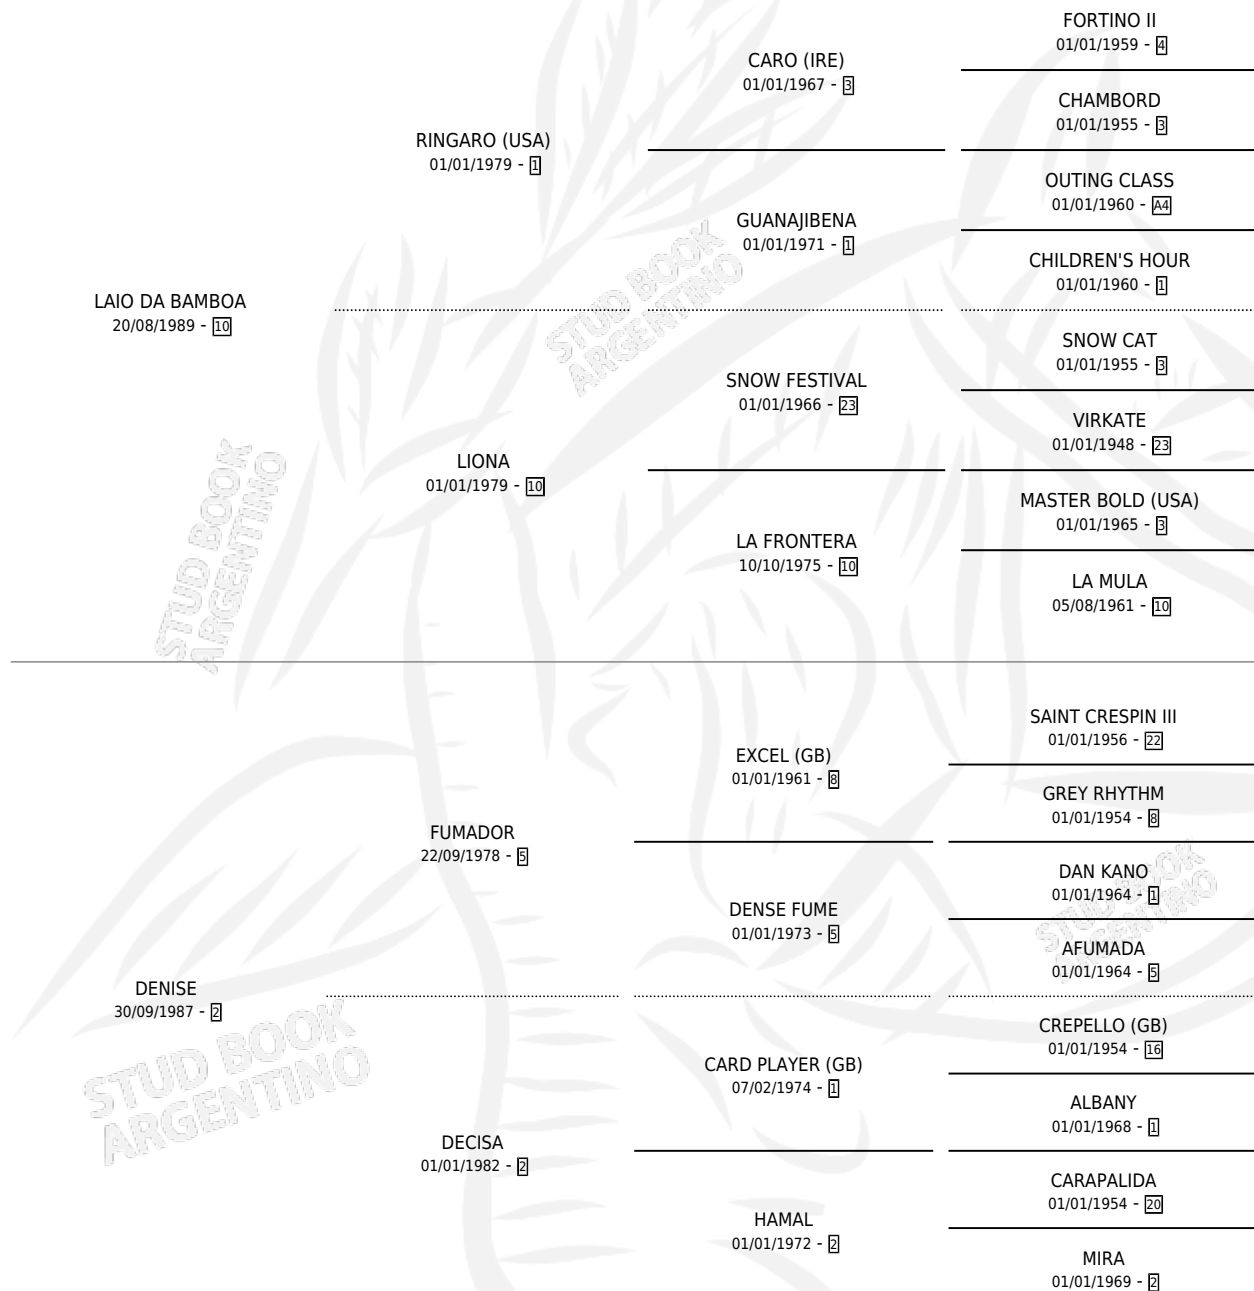 FORTINO II
01/01/1959 - 4
CARO (IRE)
01/01/1967 - 3
CHAMBORD
01/01/1955 - 3
RINGARO (USA)
01/01/1979 - 1
OUTING CLASS
01/01/1960 - A4
GUANAJIBENA
01/01/1971 - 1
CHILDREN'S HOUR
01/01/1960 - 1
LAIO DA BAMBOA
20/08/1989 - 10
SNOW CAT
01/01/1955 - 3
SNOW FESTIVAL
01/01/1966 - 23
VIRKATE
01/01/1948 - 23
LIONA
01/01/1979 - 10
MASTER BOLD (USA)
01/01/1965 - 3
LA FRONTERA
10/10/1975 - 10
LA MULA
05/08/1961 - 10
STUD BOOK
ARGENTINO
STUD BOOK
ARGENTINO
SAINT CRESPIN III
01/01/1956 - 22
EXCEL (GB)
01/01/1961 - 8
GREY RHYTHM
01/01/1954 - 8
FUMADOR
22/09/1978 - 5
DAN KANO
01/01/1964 - 1
DENSE FUME
01/01/1973 - 5
AFUMADA
01/01/1964 - 5
DENISE
30/09/1987 - 2
CREPELLO (GB)
01/01/1954 - 16
CARD PLAYER (GB)
07/02/1974 - 1
ALBANY
01/01/1968 - 1
DECISA
01/01/1982 - 2
CARAPALIDA
01/01/1954 - 20
HAMAL
01/01/1972 - 2
MIRA
01/01/1969 - 2
STUD BOOK
ARGENTINO
STUD BOOK
ARGENTINO